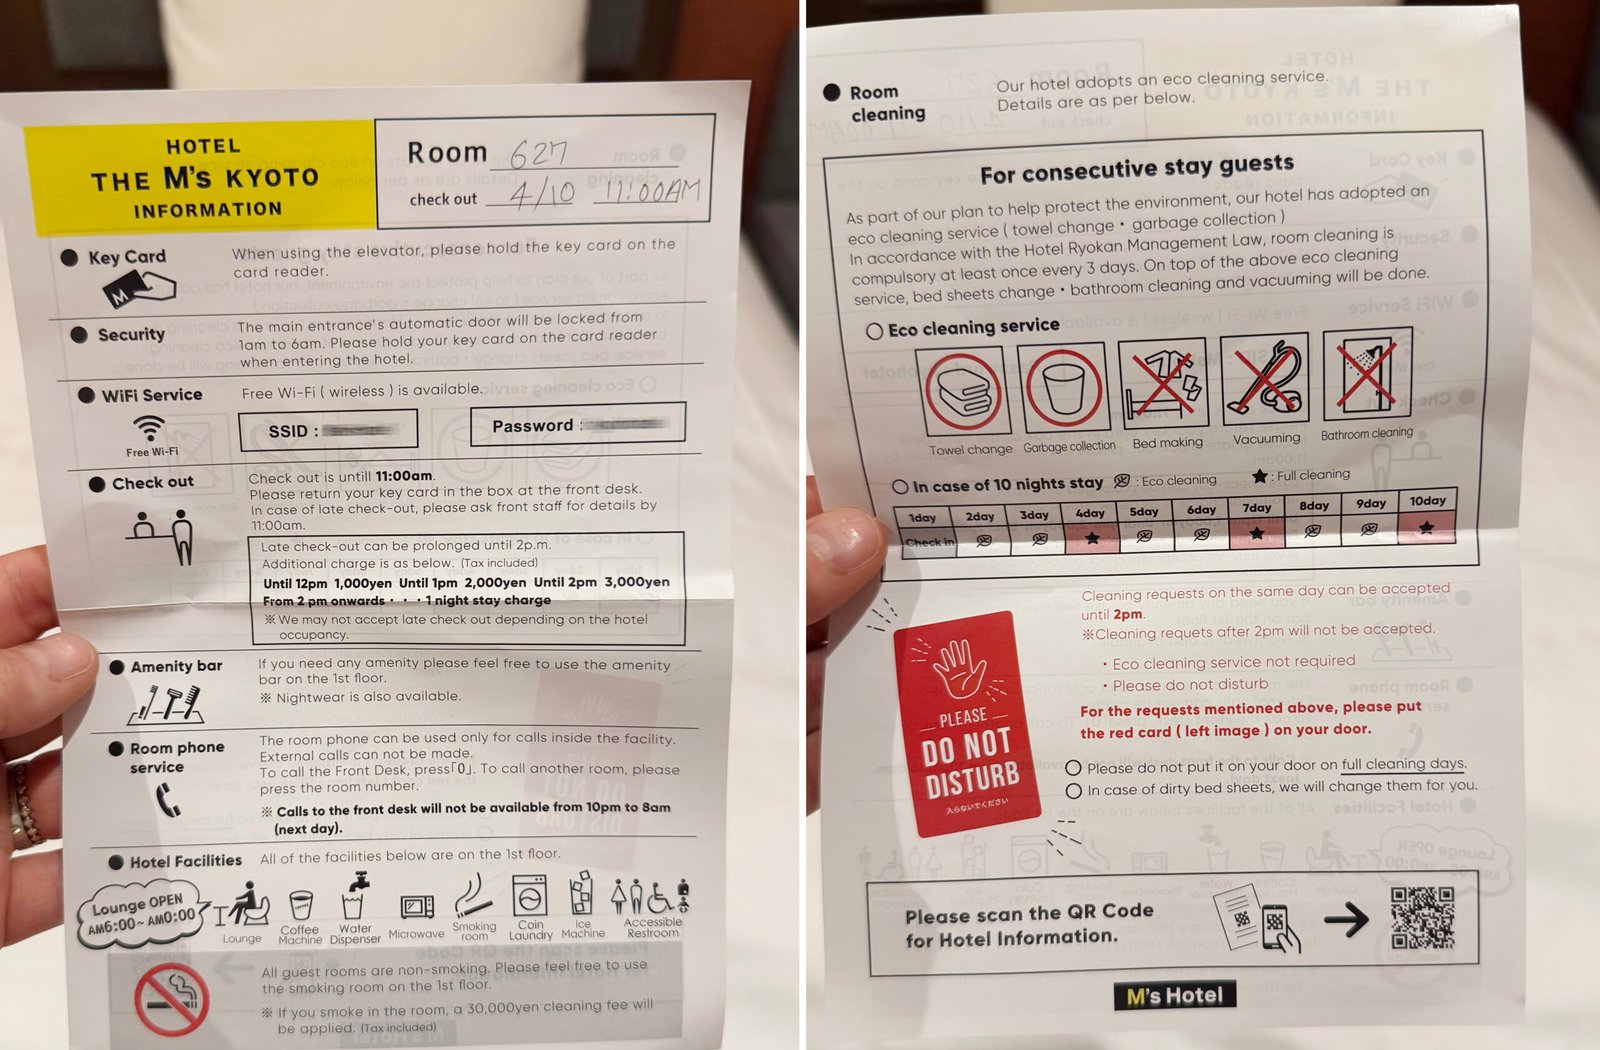 HOTEL
THE M's KYOTO
INFORMATION
Room 627
check out 4/10 11:00AM
Key Card
When using the elevator, please hold the key card on the
card reader.
M
Security
The main entrance's automatic door will be locked from
1am to 6am. Please hold your key card on the card reader
when entering the hotel.
WiFi Service
Free Wi-Fi ( wireless ) is available.
Free Wi-Fi
SSID :
Password :
Check out
Check out is untill 11:00am.
Please return your key card in the box at the front desk.
In case of late check-out, please ask front staff for details by
11:00am.
Late check-out can be prolonged until 2p.m.
Additional charge is as below. (Tax included)
Until 12pm 1,000yen Until 1pm 2,000yen Until 2pm 3,000yen
From 2 pm onwards・・・1 night stay charge
※ We may not accept late check out depending on the hotel
occupancy.
Amenity bar
If you need any amenity please feel free to use the amenity
bar on the 1st floor.
※ Nightwear is also available.
Room phone
service
The room phone can be used only for calls inside the facility.
External calls can not be made.
To call the Front Desk, press「0」. To call another room, please
press the room number.
※ Calls to the front desk will not be available from 10pm to 8am
(next day).
Hotel Facilities
All of the facilities below are on the 1st floor.
Lounge OPEN
AM6:00~AM0:00
Lounge
COFFEE
Coffee
Machine
Water
Dispenser
Microwave
Smoking
room
Coin
Laundry
Ice
Machine
Accessible
Restroom
All guest rooms are non-smoking. Please feel free to use
the smoking room on the 1st floor.
※ If you smoke in the room, a 30,000yen cleaning fee will
be applied. (Tax included)
Room
cleaning
Our hotel adopts an eco cleaning service.
Details are as per below.
For consecutive stay guests
As part of our plan to help protect the environment, our hotel has adopted an
eco cleaning service ( towel change・garbage collection )
In accordance with the Hotel Ryokan Management Law, room cleaning is
compulsory at least once every 3 days. On top of the above eco cleaning
service, bed sheets change・bathroom cleaning and vacuuming will be done.
Eco cleaning service
Towel change
Garbage collection
Bed making
Vacuuming
Bathroom cleaning
In case of 10 nights stay : Eco cleaning ★ : Full cleaning
1day 2day 3day 4day 5day 6day 7day 8day 9day 10day
Check in ★ ★ ★
Cleaning requests on the same day can be accepted
until 2pm.
※Cleaning requets after 2pm will not be accepted.
・Eco cleaning service not required
・Please do not disturb
For the requests mentioned above, please put
the red card ( left image ) on your door.
Please do not put it on your door on full cleaning days.
In case of dirty bed sheets, we will change them for you.
PLEASE
DO NOT
DISTURB
入らないでください
Please scan the QR Code
for Hotel Information.
M's Hotel